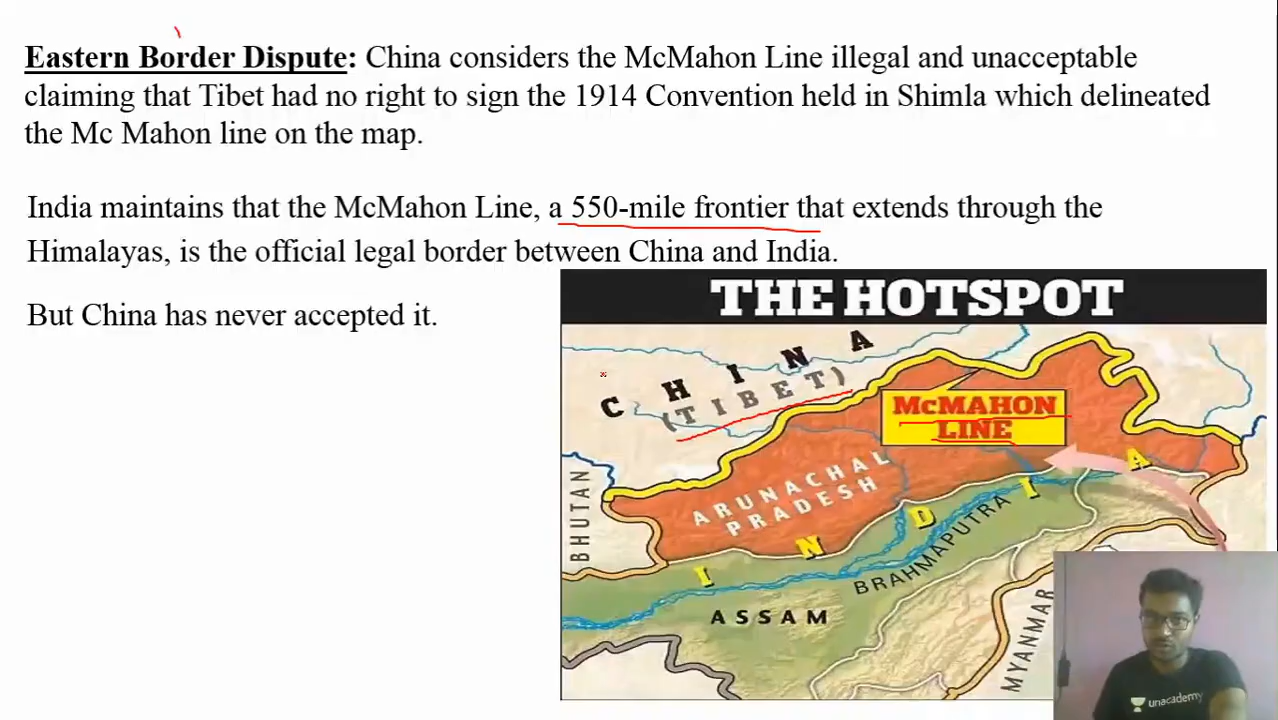 Eastern Border Dispute: China considers the McMahon Line illegal and unacceptable
claiming that Tibet had no right to sign the 1914 Convention held in Shimla which delineated
the Mc Mahon line on the map.
India maintains that the McMahon Line, a 550-mile frontier that extends through the
Himalayas, is the official legal border between China and India.
But China has never accepted it.
THE HOTSPOT
CHINA
(TIBET)
McMAHON
LINE
ARUNACHAL
PRADESH
BHUTAN
INDIA
BRAHMAPUTRA
ASSAM
MYANMAR
unacademy